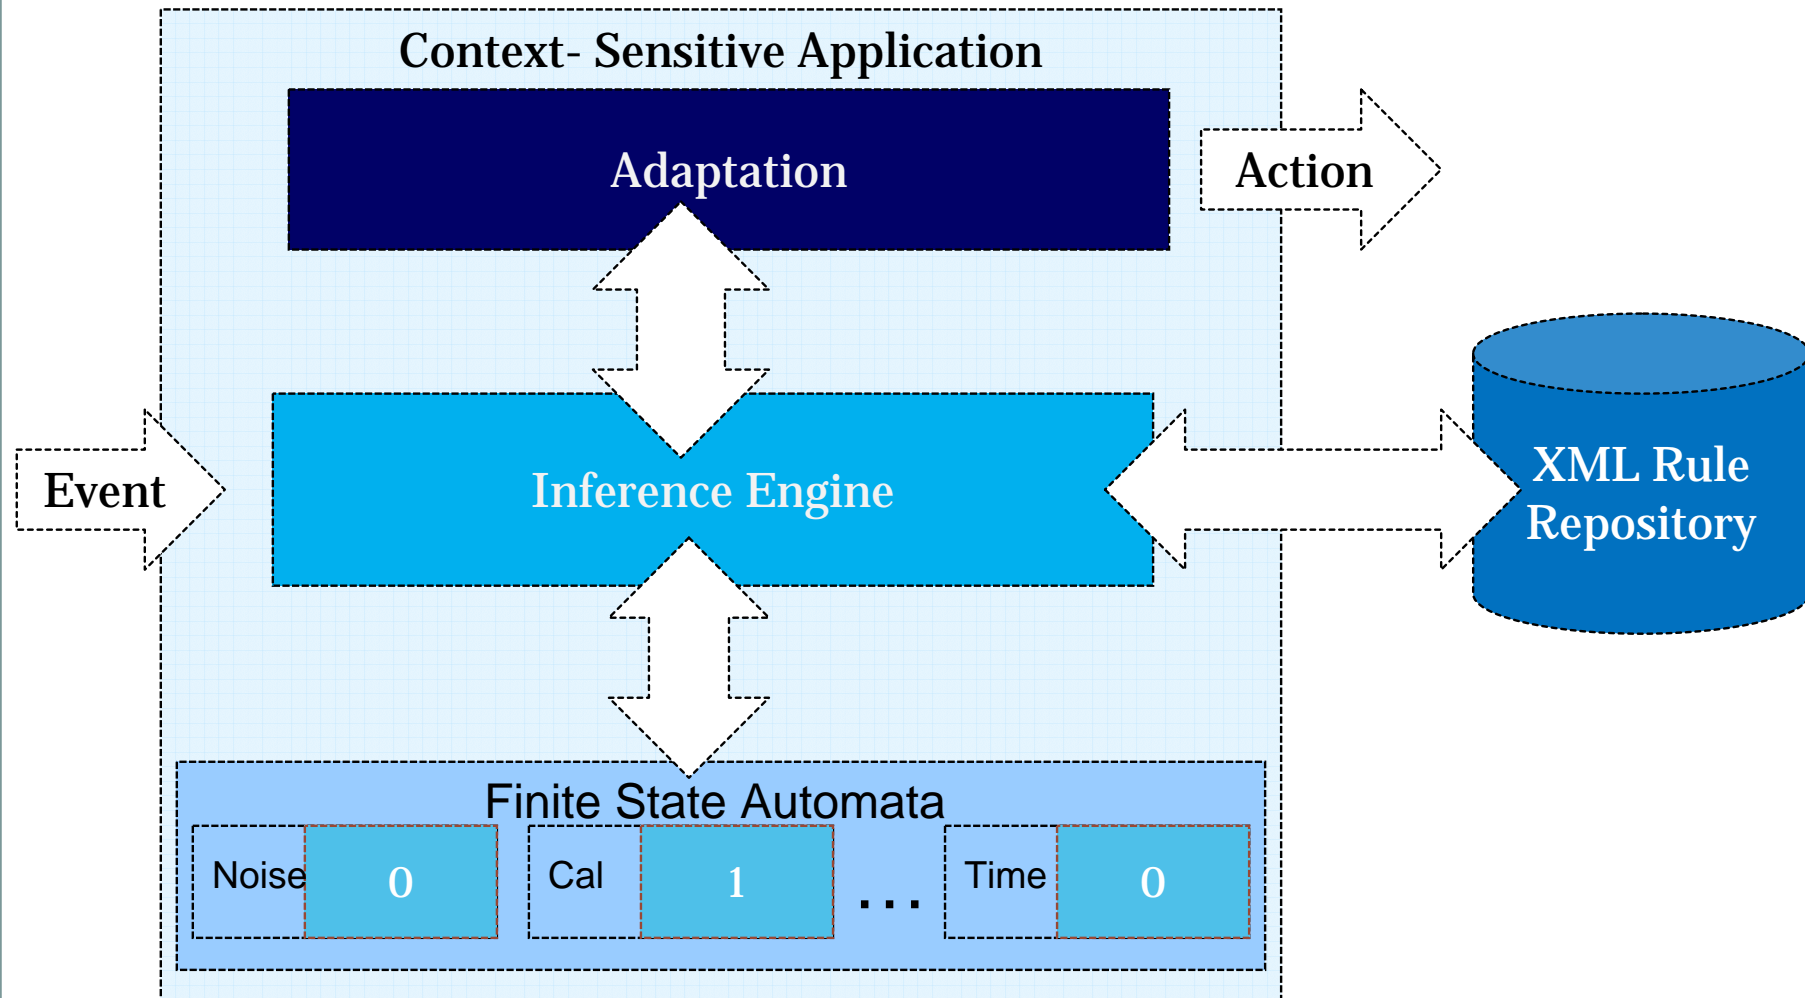 Context- Sensitive Application
Adaptation
Action
Event
Inference Engine
XML Rule
Repository
Finite State Automata
Noise 0 Cal 1 ... Time 0